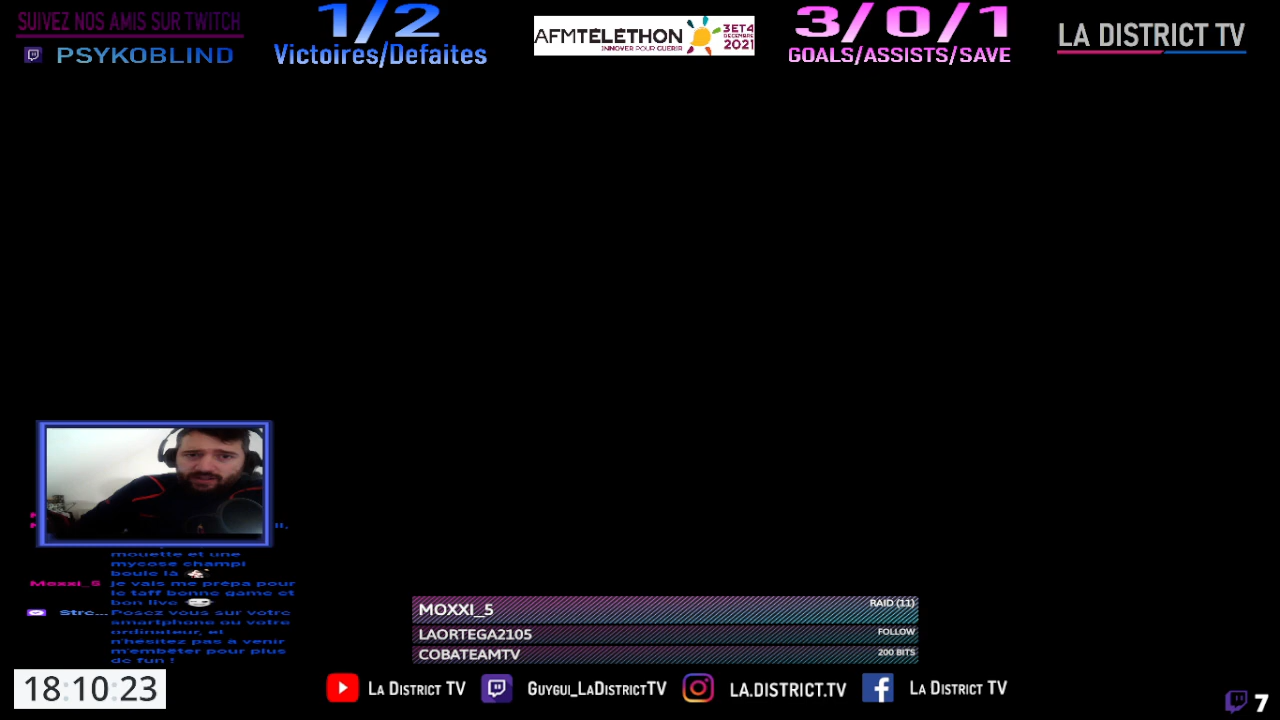 SUIVEZ NOS AMIS SUR TWITCH
PSYKOBLIND
1/2
Victoires/Defaites
AFMTÉLÉTHON
INNOVER POUR GUÉRIR
3ET4
DÉCEMBRE
2021
3/0/1
GOALS/ASSISTS/SAVE
LA DISTRICT TV
mouette et une
mycose champi
boule là
Moxxi_5 je vais me prépa pour
le taff bonne game et
bon live
Stre... Posez vous sur votre
smartphone ou votre
ordinateur, et
n'hésitez pas à venir
m'embêter pour plus
de fun !
MOXXI_5 RAID (11)
LAORTEGA2105 FOLLOW
COBATEAMTV 200 BITS
18:10:23
LA DISTRICT TV
GUYGUI_LADISTRICTTV
LA.DISTRICT.TV
LA DISTRICT TV
7